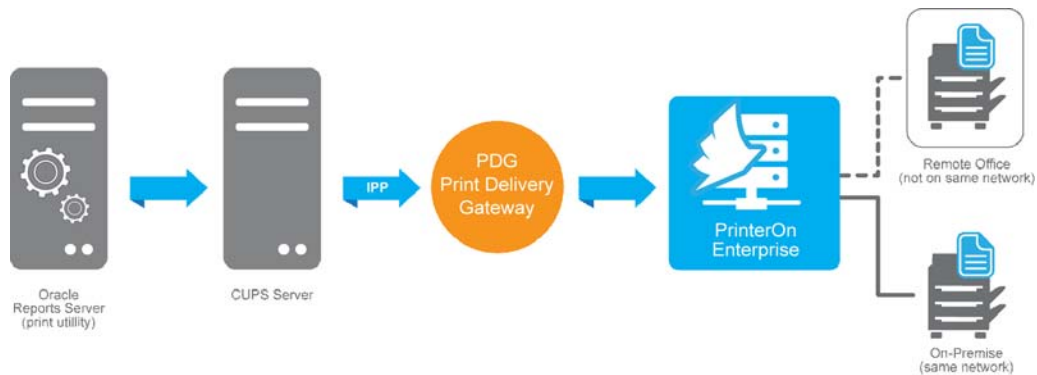 Oracle
Reports Server
(print utillity)
CUPS Server
IPP
PDG
Print Delivery
Gateway
PrinterOn
Enterprise
Remote Office
(not on same network)
On-Premise
(same network)